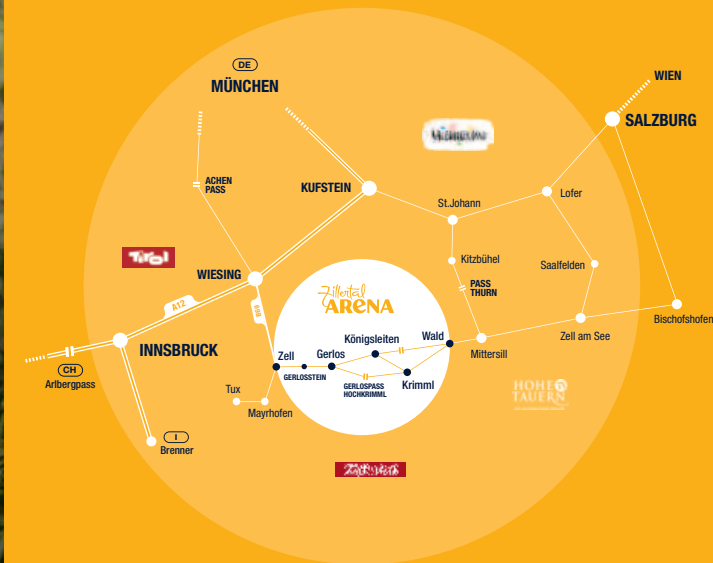 DE
MÜNCHEN
WIEN
SALZBURG
ACHEN
PASS
KUFSTEIN
St.Johann
Lofer
Tirol
WIESING
Kitzbühel
Saalfelden
PASS
THURN
Zillertal
ARENA
A12
B169
Bischofshofen
INNSBRUCK
Zell
Gerlos
Königsleiten
Wald
Mittersill
Zell am See
CH
Arlbergpass
GERLOSSTEIN
GERLOSPASS
HOCHKRIMML
Krimml
Tux
Mayrhofen
HOHE
TAUERN
I
Brenner